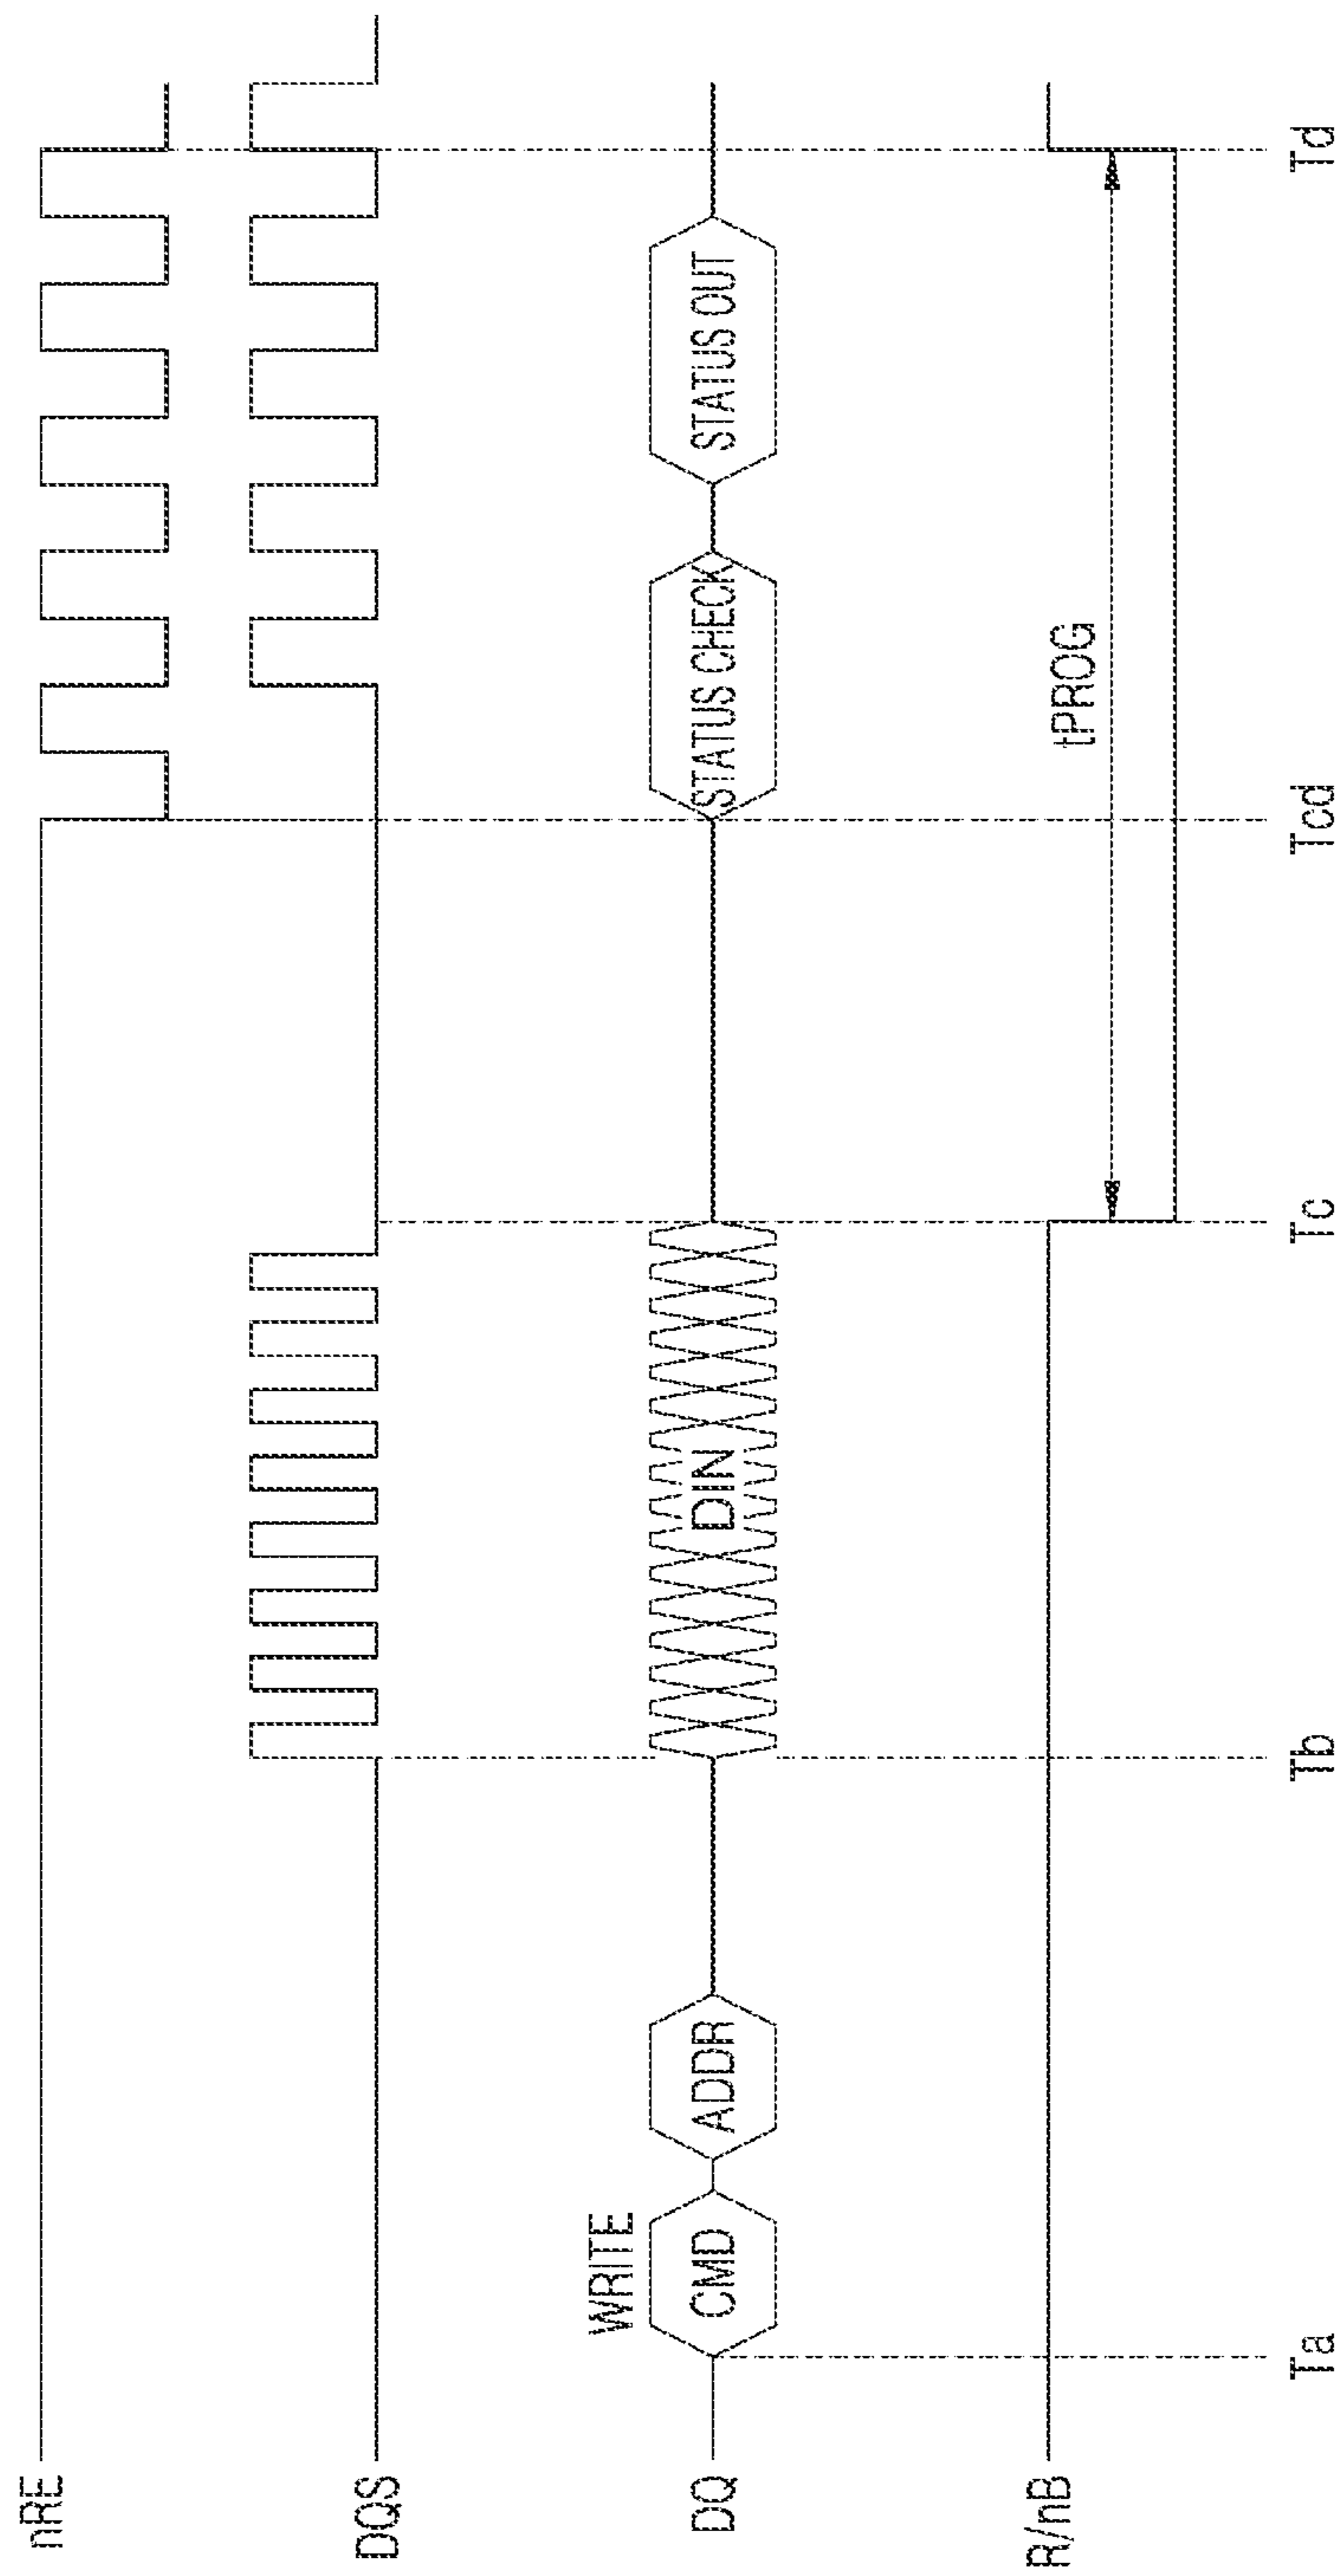 nRE
DQS
WRITE
DQ
CMD
ADDR
DIN
STATUS CHECK
STATUS OUT
R/nB
tPROG
Ta
Tb
Tc
Tcd
Td